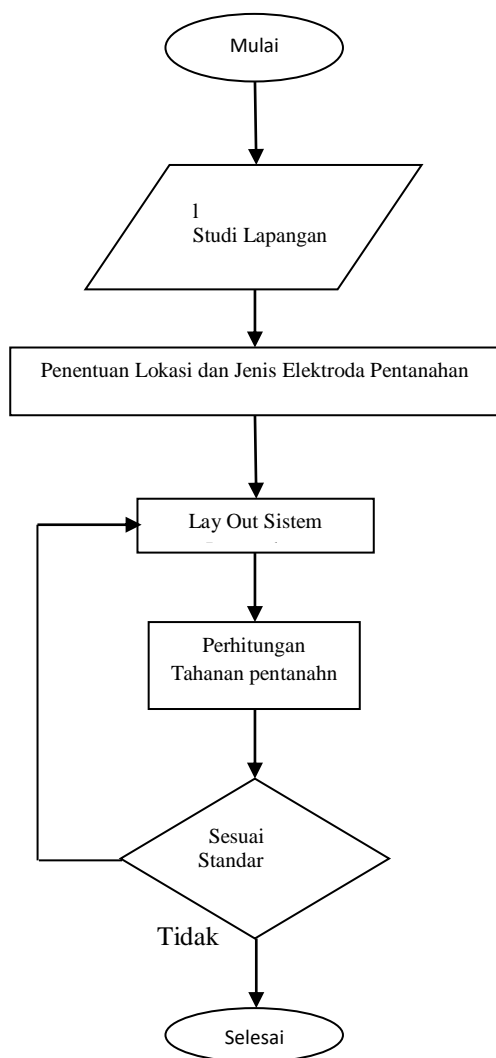 Mulai
l
Studi Lapangan
Penentuan Lokasi dan Jenis Elektroda Pentanahan
Lay Out Sistem
Perhitungan
Tahanan pentanahn
Sesuai
Standar
Tidak
Selesai